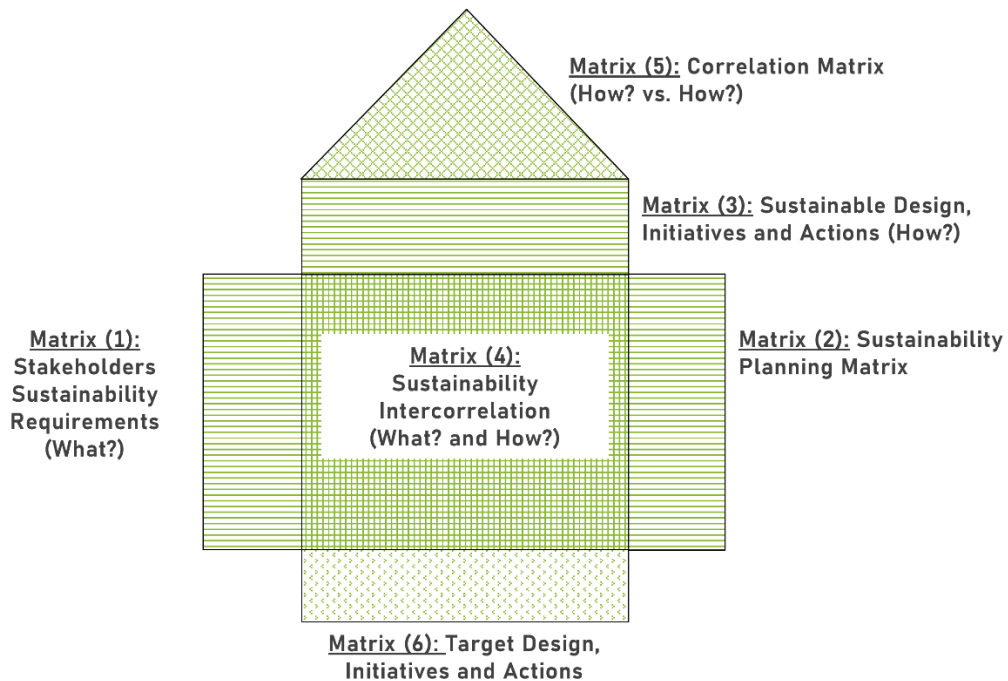 Matrix (5): Correlation Matrix
(How? vs. How?)
Matrix (3): Sustainable Design,
Initiatives and Actions (How?)
Matrix (1):
Stakeholders
Sustainability
Requirements
(What?)
Matrix (4):
Sustainability
Intercorrelation
(What? and How?)
Matrix (2): Sustainability
Planning Matrix
Matrix (6): Target Design,
Initiatives and Actions